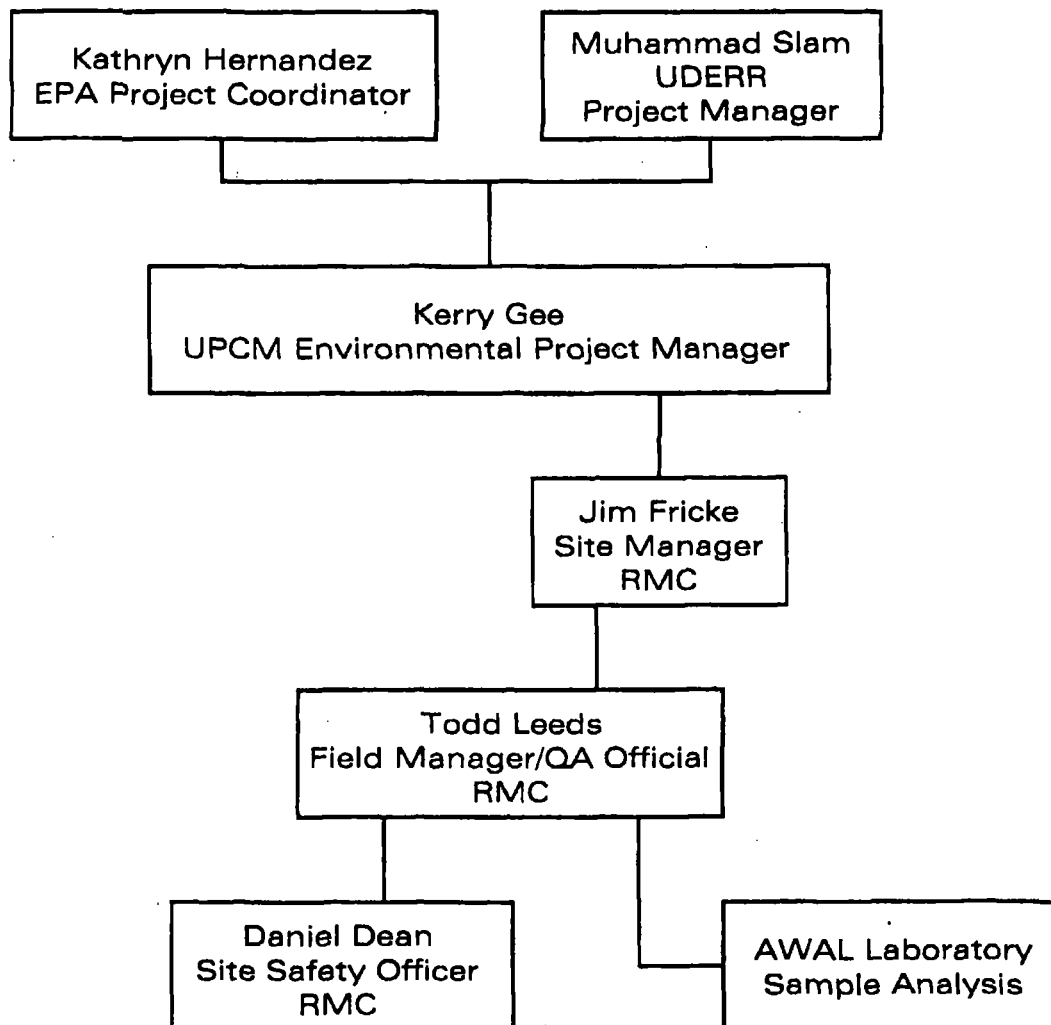 Kathryn Hernandez
EPA Project Coordinator
Muhammad Slam
UDERR
Project Manager
Kerry Gee
UPCM Environmental Project Manager
Jim Fricke
Site Manager
RMC
Todd Leeds
Field Manager/QA Official
RMC
Daniel Dean
Site Safety Officer
RMC
AWAL Laboratory
Sample Analysis